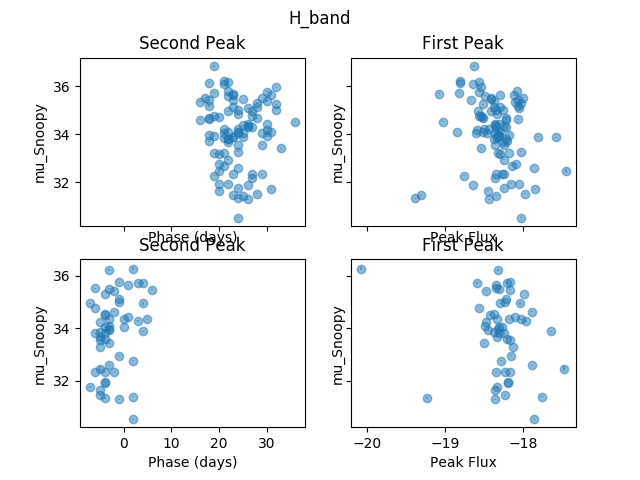 H_band
Second Peak
First Peak
36
34
32
mu_Snoopy
mu_Snoopy
Phase (days)
Peak Flux
Second Peak
First Peak
36
34
32
mu_Snoopy
mu_Snoopy
0
10
20
30
−20
−19
−18
Phase (days)
Peak Flux